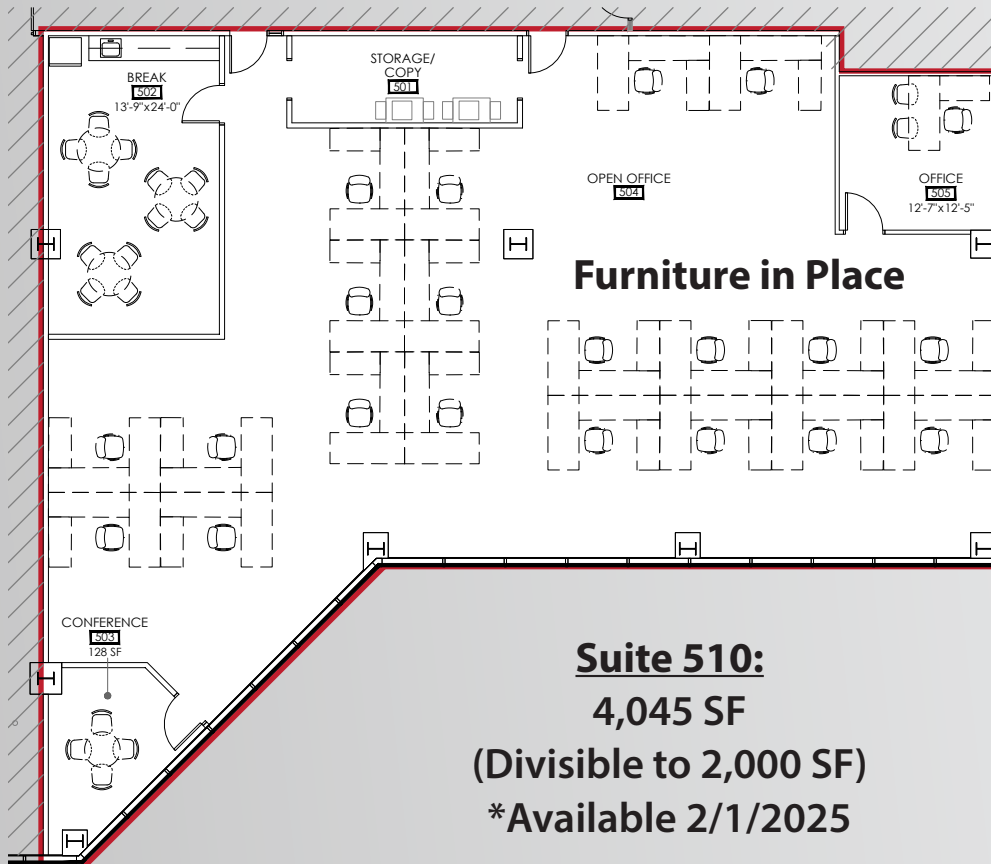 STORAGE/
COPY
501
BREAK
502
13'-9"x24'-0"
OPEN OFFICE
504
OFFICE
505
12'-7"x12'-5"
Furniture in Place
CONFERENCE
503
128 SF
Suite 510:
4,045 SF
(Divisible to 2,000 SF)
*Available 2/1/2025